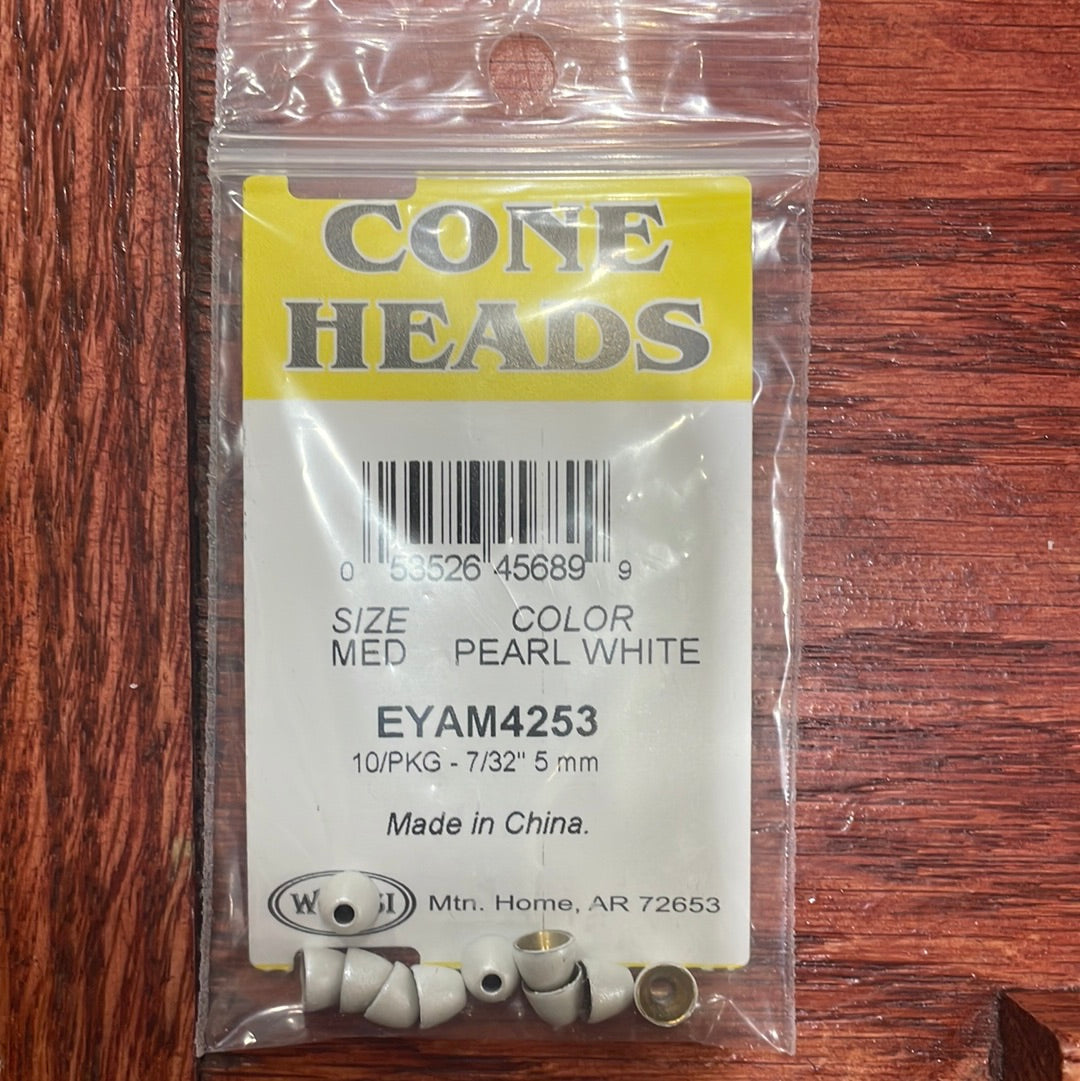 CONE
HEADS
0 53526 45689 9
SIZE COLOR
MED PEARL WHITE
EYAM4253
10/PKG - 7/32" 5 mm
Made in China.
Mtn. Home, AR 72653